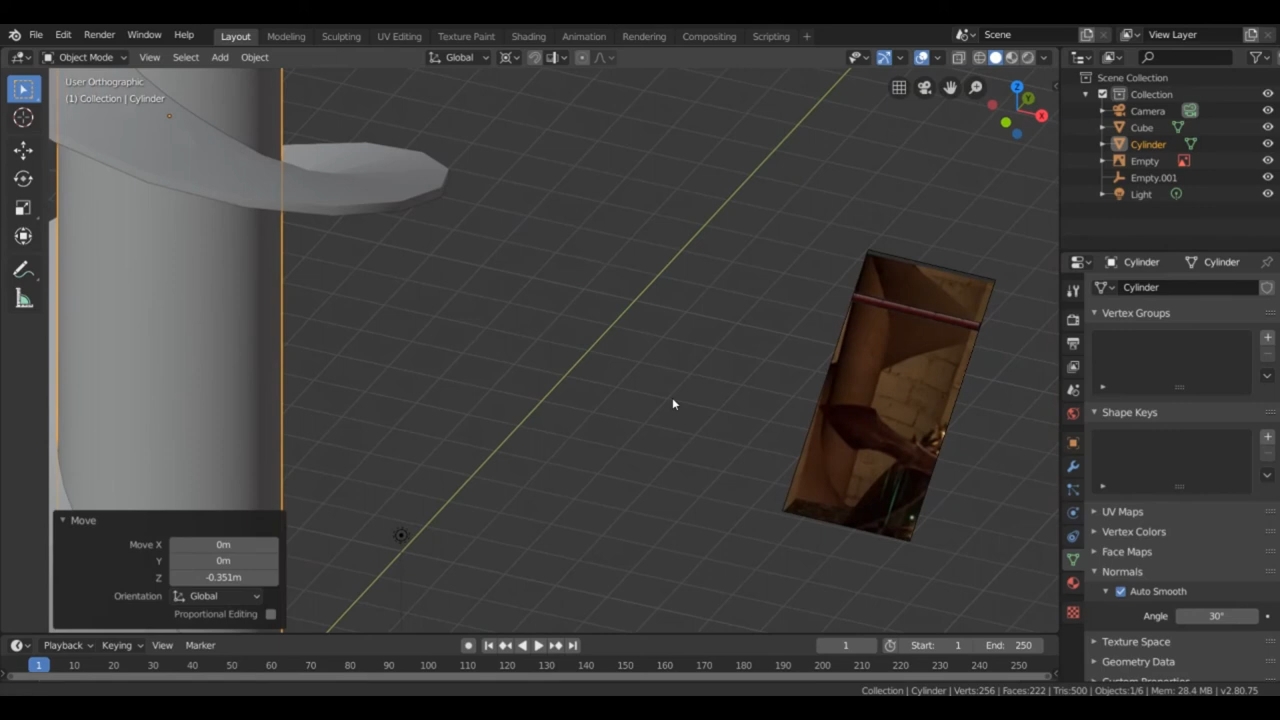 File Edit Render Window Help Layout Modeling Sculpting UV Editing Texture Paint Shading Animation Rendering Compositing Scripting + Scene View Layer
Object Mode View Select Add Object Global
User Orthographic
(1) Collection | Cylinder
Z
Y
X
Scene Collection
Collection
Camera
Cube
Cylinder
Empty
Empty.001
Light
Cylinder Cylinder
Cylinder
Vertex Groups
Shape Keys
UV Maps
Vertex Colors
Face Maps
Normals
Auto Smooth
Angle 30°
Texture Space
Geometry Data
Custom Properties
Move
Move X 0m
Y 0m
Z -0.351m
Orientation Global
Proportional Editing
Playback Keying View Marker 1 Start: 1 End: 250
1 10 20 30 40 50 60 70 80 90 100 110 120 130 140 150 160 170 180 190 200 210 220 230 240 250
Collection | Cylinder | Verts:256 | Faces:222 | Tris:500 | Objects:1/6 | Mem: 28.4 MB | v2.80.75